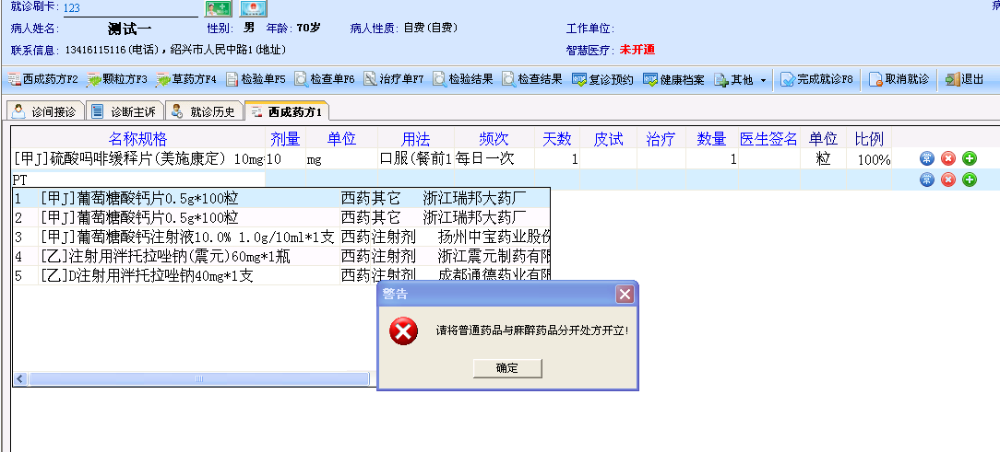 就诊刷卡: 123
病人姓名: 测试一 性别: 男 年龄: 70岁 病人性质: 自费(自费) 工作单位:
联系信息: 13416115116(电话), 绍兴市人民中路1(地址) 智慧医疗: 未开通
西成药方F2 颗粒方F3 草药方F4 检验单F5 检查单F6 治疗单F7 检验结果 检查结果 复诊预约 健康档案 其他 完成就诊F8 取消就诊 退出
诊间接诊 诊断主诉 就诊历史 西成药方1
名称规格 剂量 单位 用法 频次 天数 皮试 治疗 数量 医生签名 单位 比例
[甲J]硫酸吗啡缓释片(美施康定) 10mg 10 mg 口服(餐前1 每日一次 1 1 粒 100% 常
PT 常
1 [甲J]葡萄糖酸钙片0.5g*100粒 西药其它 浙江瑞邦大药厂
2 [甲J]葡萄糖酸钙片0.5g*100粒 西药其它 浙江瑞邦大药厂
3 [甲J]葡萄糖酸钙注射液10.0% 1.0g/10ml*1支 西药注射剂 扬州中宝药业股份
4 [乙]注射用泮托拉唑钠(震元)60mg*1瓶 西药注射剂 浙江震元制药有限
5 [乙]D注射用泮托拉唑钠40mg*1支 西药注射剂 成都通德药业有限
警告
请将普通药品与麻醉药品分开处方开立!
确定